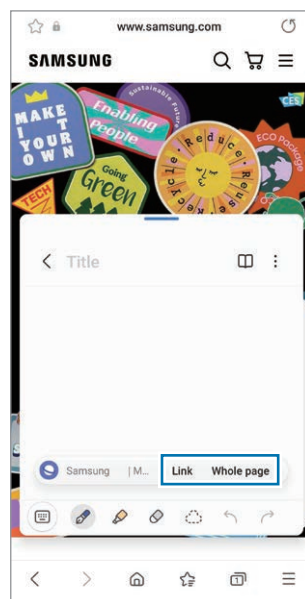 www.samsung.com
SAMSUNG
MAKE
IT
YOUR
OWN
Enabling
People
Sustainable
Future
CES
Reduce. Reuse. Recycle.
ECO Package
TECH
Going
Green
Title
Samsung | M... Link Whole page
1